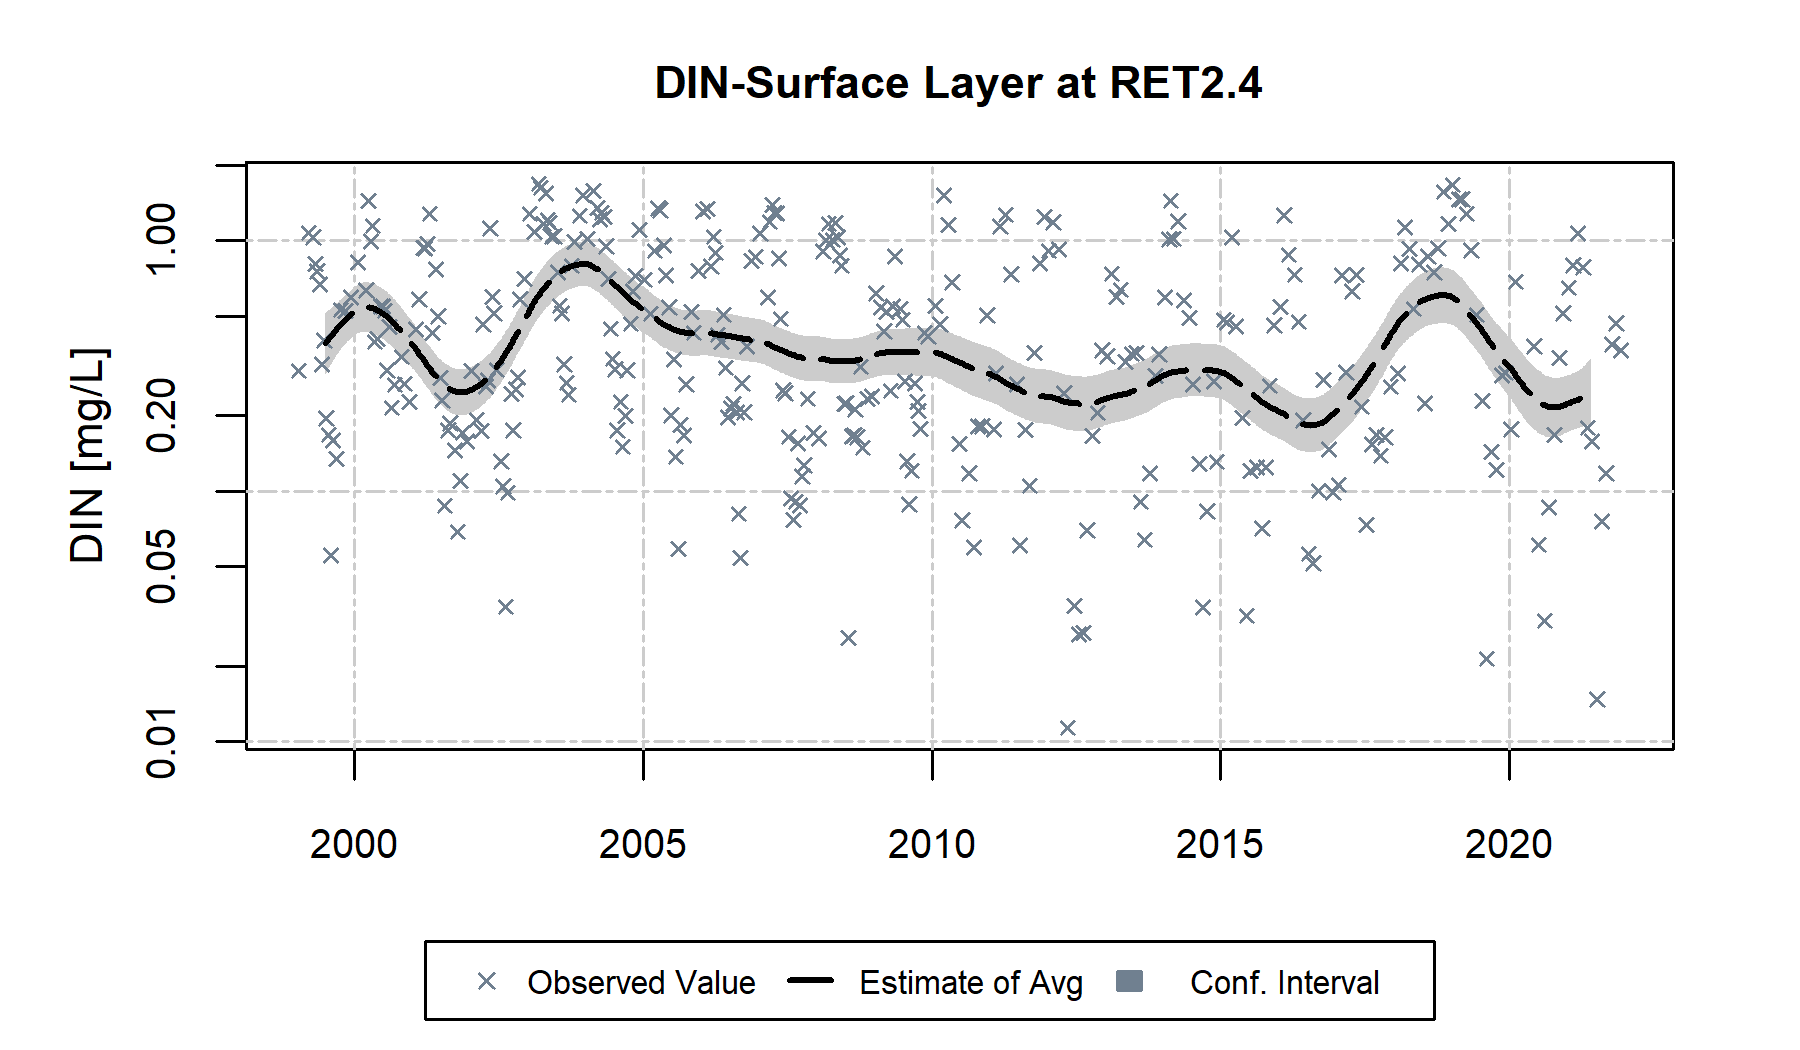 DIN-Surface Layer at RET2.4
DIN [mg/L]
1.00
0.20
0.05
0.01
2000 2005 2010 2015 2020
Observed Value Estimate of Avg Conf. Interval